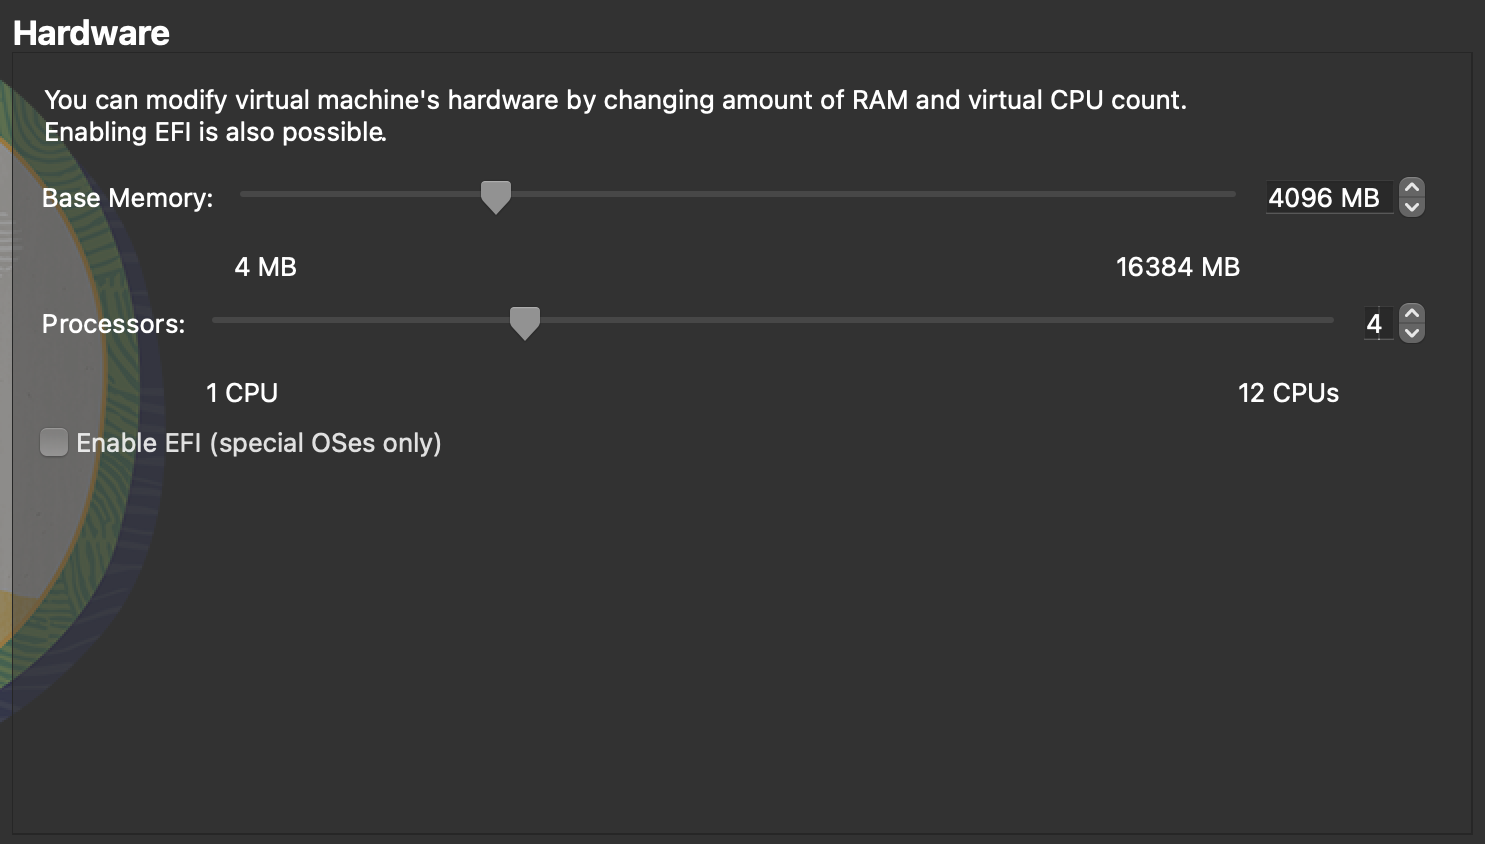 Hardware
You can modify virtual machine's hardware by changing amount of RAM and virtual CPU count.
Enabling EFI is also possible.
Base Memory:
4096 MB
4 MB
16384 MB
Processors:
4
1 CPU
12 CPUs
Enable EFI (special OSes only)